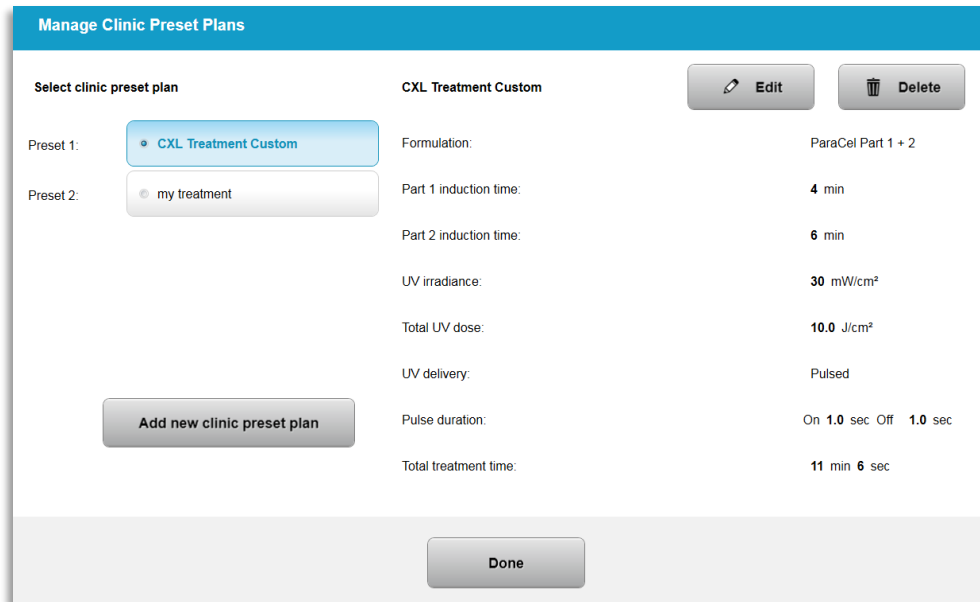 Manage Clinic Preset Plans
Select clinic preset plan
Preset 1: CXL Treatment Custom
Preset 2: my treatment
Add new clinic preset plan
CXL Treatment Custom
Edit Delete
Formulation: ParaCel Part 1 + 2
Part 1 induction time: 4 min
Part 2 induction time: 6 min
UV irradiance: 30 mW/cm²
Total UV dose: 10.0 J/cm²
UV delivery: Pulsed
Pulse duration: On 1.0 sec Off 1.0 sec
Total treatment time: 11 min 6 sec
Done